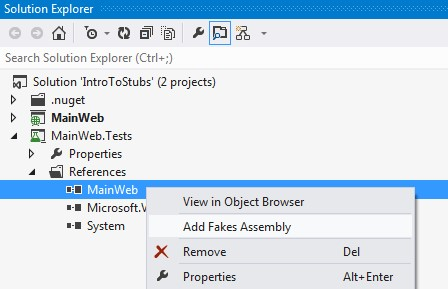 Solution Explorer
Search Solution Explorer (Ctrl+;)
Solution 'IntroToStubs' (2 projects)
.nuget
MainWeb
MainWeb.Tests
Properties
References
MainWeb
View in Object Browser
Microsoft.
Add Fakes Assembly
System
Remove Del
Properties Alt+Enter